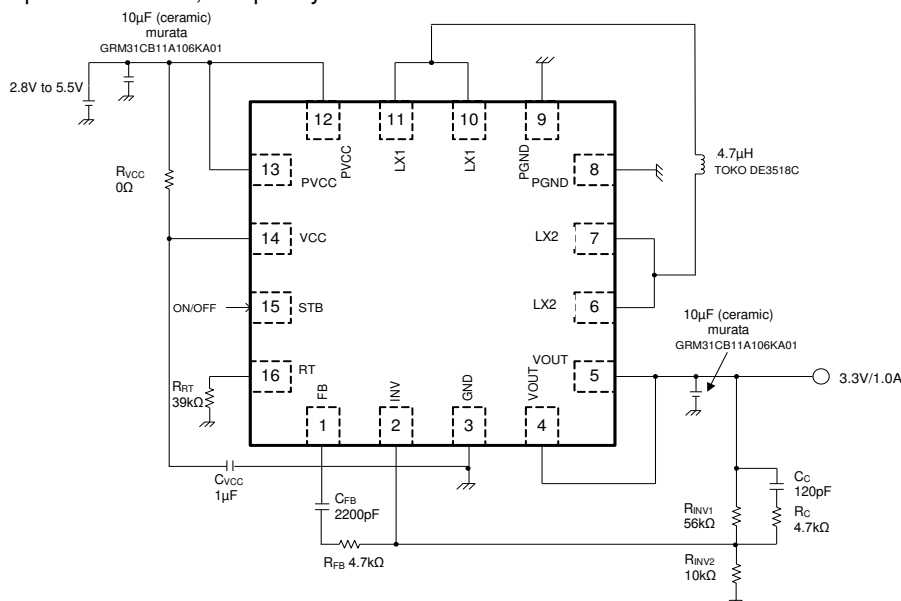 10µF (ceramic)
murata
GRM31CB11A106KA01
2.8V to 5.5V
12
11
10
9
PVCC
LX1
LX1
PGND
4.7µH
TOKO DE3518C
RVCC
0Ω
13
PVCC
8
PGND
14
VCC
7
LX2
ON/OFF
15
STB
6
LX2
10µF (ceramic)
murata
GRM31CB11A106KA01
RRT
39kΩ
16
RT
VOUT
5
3.3V/1.0A
FB
INV
GND
VOUT
1
2
3
4
CVCC
1µF
CFB
2200pF
RFB 4.7kΩ
RINV1
56kΩ
CC
120pF
RC
4.7kΩ
RINV2
10kΩ